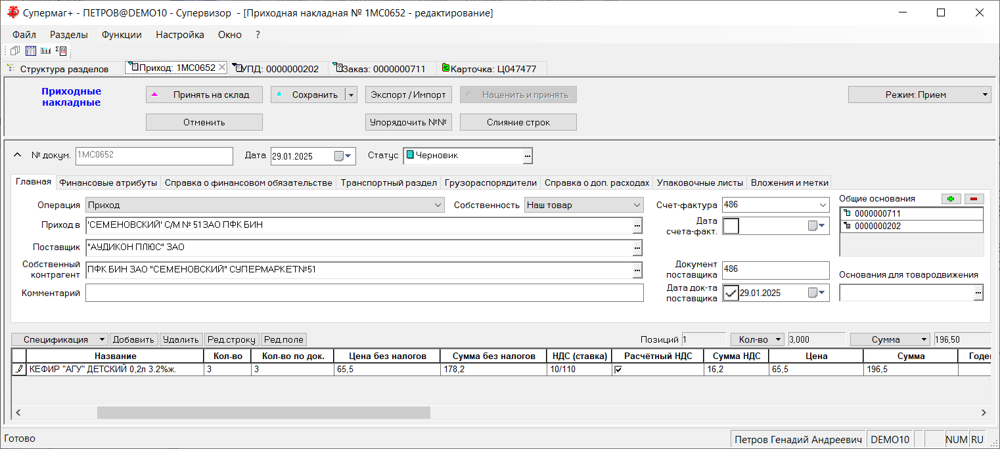 Супермаг+ - ПЕТРОВ@DEMO10 - Супервизор - [Приходная накладная № 1МС0652 - редактирование]
Файл Разделы Функции Настройка Окно ?
Структура разделов Приход: 1МС0652 УПД: 0000000202 Заказ: 0000000711 Карточка: Ц047477
Приходные накладные
Принять на склад Сохранить Экспорт / Импорт Наценить и принять Режим: Прием
Отменить Упорядочить №№ Слияние строк
№ докум. 1МС0652 Дата 29.01.2025 Статус Черновик ...
Главная Финансовые атрибуты Справка о финансовом обязательстве Транспортный раздел Грузораспорядители Справка о доп. расходах Упаковочные листы Вложения и метки
Операция Приход Собственность Наш товар Счет-фактура 486 Общие основания
Приход в 'СЕМЕНОВСКИЙ' С/М № 51ЗАО ПФК БИН ... Дата счета-факт. 0000000711
0000000202
Поставщик "АУДИКОН ПЛЮС" ЗАО ...
Собственный контрагент ПФК БИН ЗАО "СЕМЕНОВСКИЙ" СУПЕРМАРКЕТ№51 ... Документ поставщика 486 Основания для товародвижения
Комментарий Дата док-та поставщика 29.01.2025 ...
Спецификация Добавить Удалить Ред.строку Ред.поле Позиций 1 Кол-во 3,000 Сумма 196,50
Название Кол-во Кол-во по док. Цена без налогов Сумма без налогов НДС (ставка) Расчётный НДС Сумма НДС Цена Сумма Годен
КЕФИР "АГУ" ДЕТСКИЙ 0,2л 3.2%ж. 3 3 65,5 178,2 10/110 16,2 65,5 196,5
Готово Петров Генадий Андреевич DEMO10 NUM RU